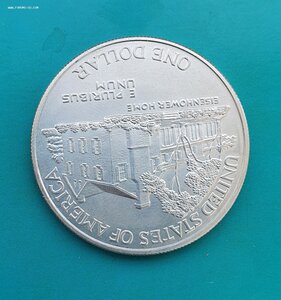 UNITED STATES OF AMERICA
EISENHOWER HOME
E PLURIBUS
UNUM
ONE DOLLAR